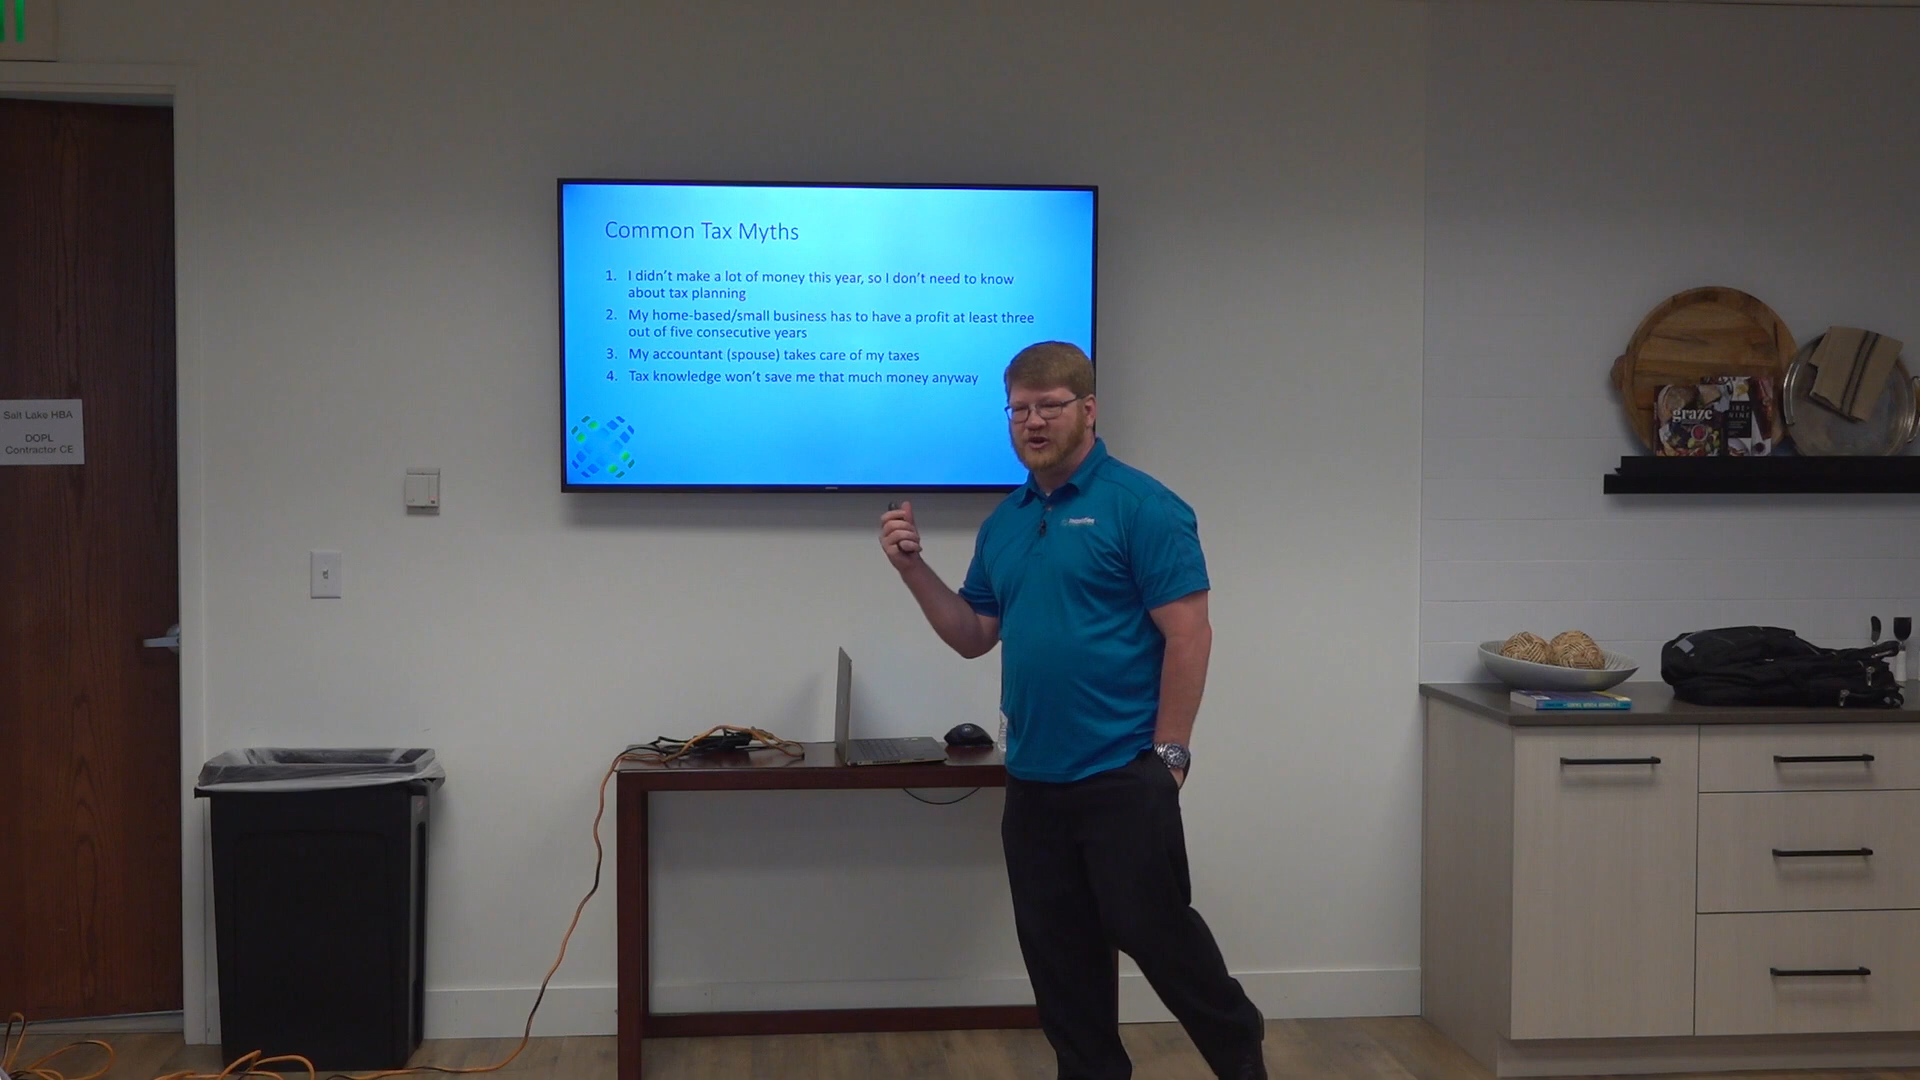 Common Tax Myths
1. I didn't make a lot of money this year, so I don't need to know
about tax planning
2. My home-based/small business has to have a profit at least three
out of five consecutive years
3. My accountant (spouse) takes care of my taxes
4. Tax knowledge won't save me that much money anyway
Salt Lake HBA
DOPL
Contractor CE
graze